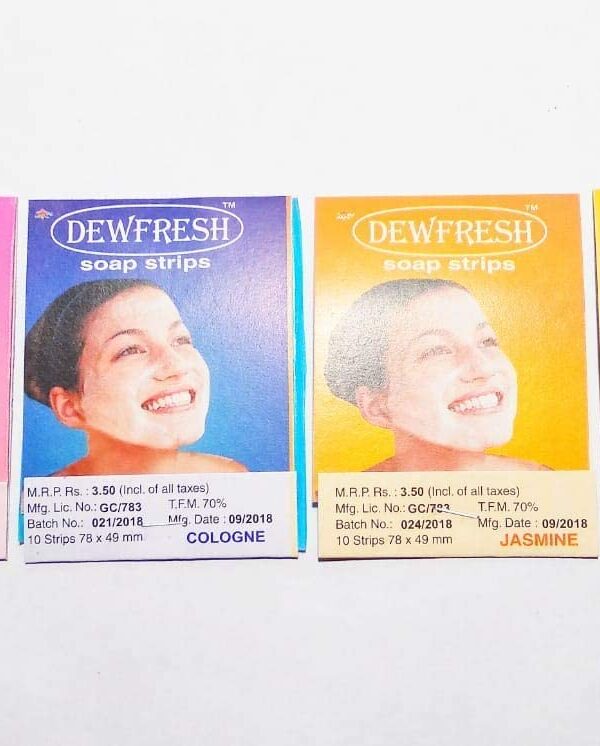 DEWFRESH™
soap strips
M.R.P. Rs. : 3.50 (Incl. of all taxes)
Mfg. Lic. No.: GC/783 T.F.M. 70%
Batch No.: 021/2018 Mfg. Date : 09/2018
10 Strips 78 x 49 mm COLOGNE
DEWFRESH™
soap strips
M.R.P. Rs. : 3.50 (Incl. of all taxes)
Mfg. Lic. No.: GC/783 T.F.M. 70%
Batch No.: 024/2018 Mfg. Date : 09/2018
10 Strips 78 x 49 mm JASMINE